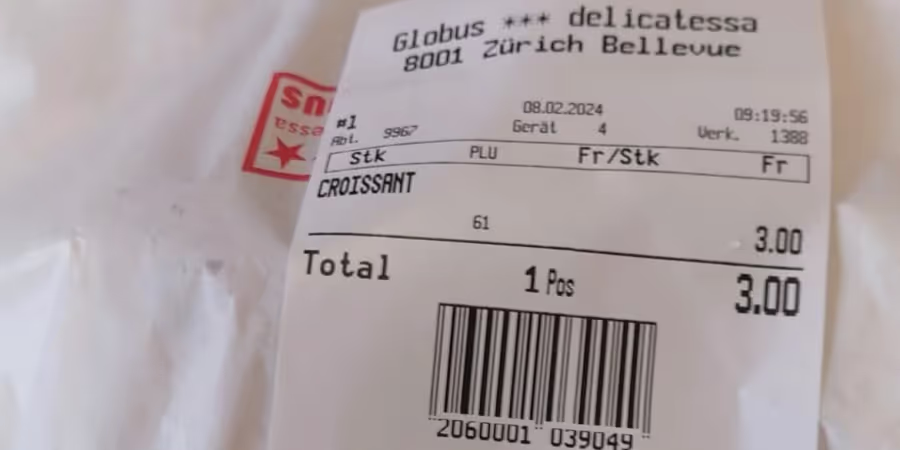 Globus *** delicatessa
8001 Zürich Bellevue
#1 08.02.2024 09:19:56
Abt. 9967 Gerät 4 Verk. 1388
Stk PLU Fr/Stk Fr
CROISSANT
61 3.00
Total 1 Pos 3.00
2060001 039049